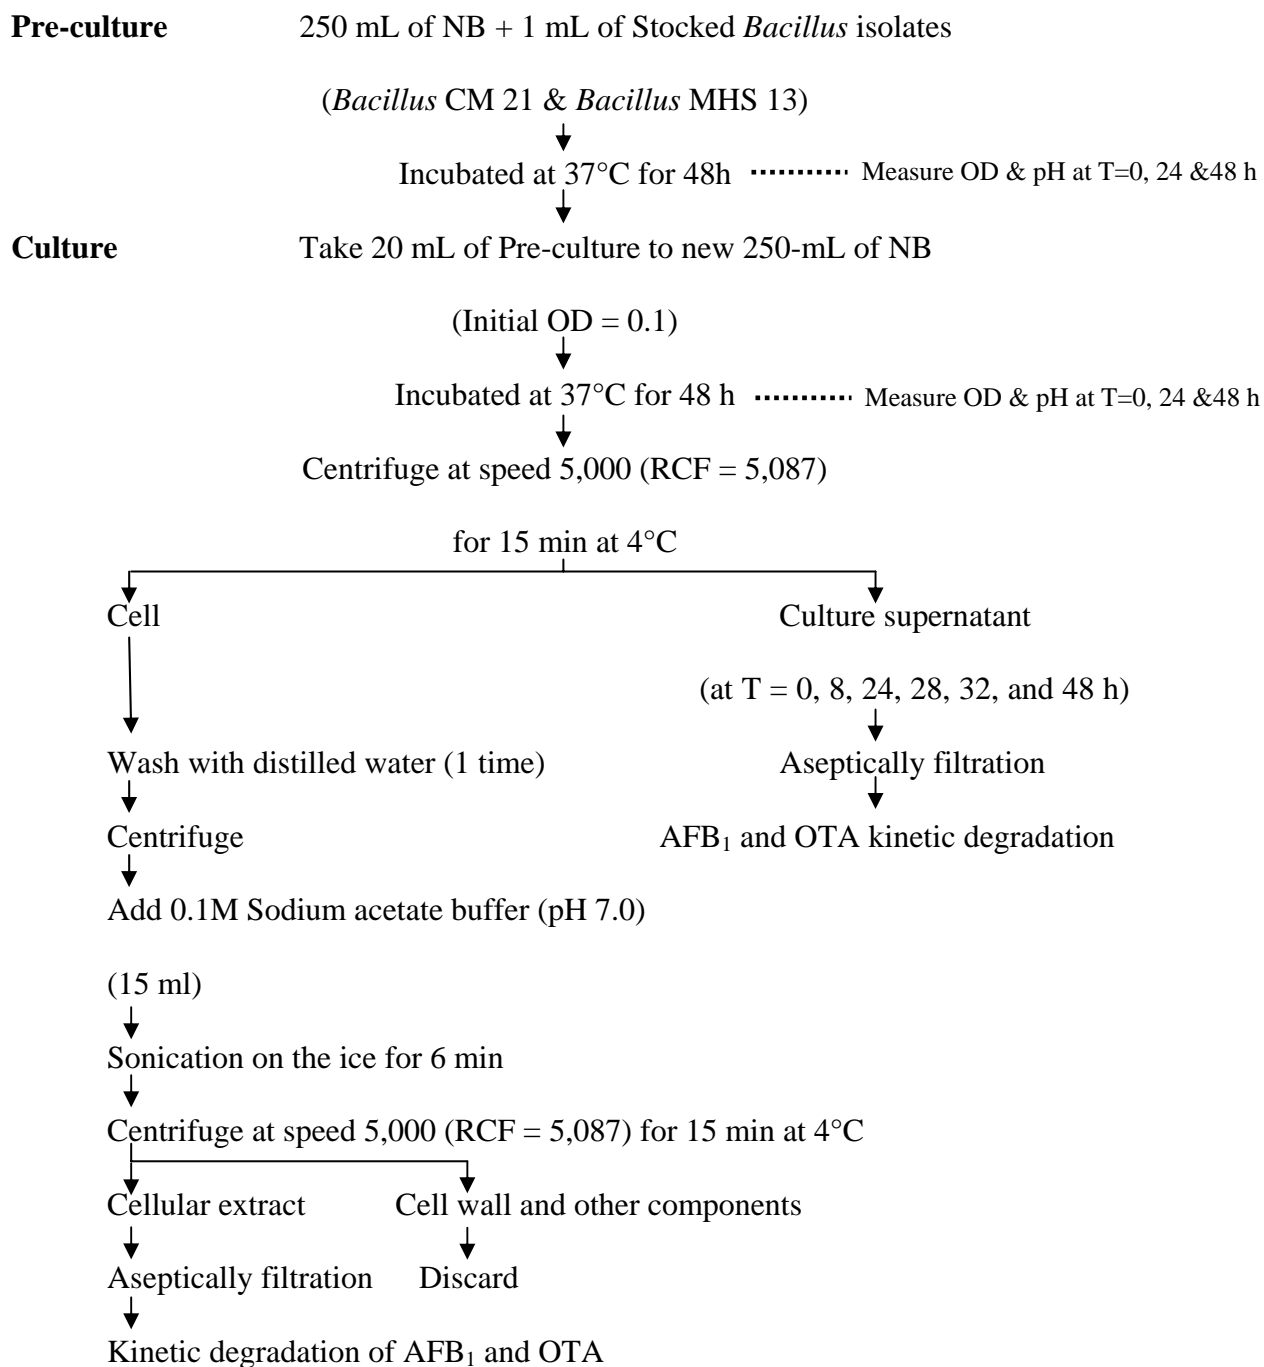 Pre-culture 250 mL of NB + 1 mL of Stocked Bacillus isolates
(Bacillus CM 21 & Bacillus MHS 13)
Incubated at 37°C for 48h Measure OD & pH at T=0, 24 &48 h
Culture Take 20 mL of Pre-culture to new 250-mL of NB
(Initial OD = 0.1)
Incubated at 37°C for 48 h Measure OD & pH at T=0, 24 &48 h
Centrifuge at speed 5,000 (RCF = 5,087)
for 15 min at 4°C
Cell Culture supernatant
(at T = 0, 8, 24, 28, 32, and 48 h)
Wash with distilled water (1 time) Aseptically filtration
Centrifuge AFB₁ and OTA kinetic degradation
Add 0.1M Sodium acetate buffer (pH 7.0)
(15 ml)
Sonication on the ice for 6 min
Centrifuge at speed 5,000 (RCF = 5,087) for 15 min at 4°C
Cellular extract Cell wall and other components
Aseptically filtration Discard
Kinetic degradation of AFB₁ and OTA